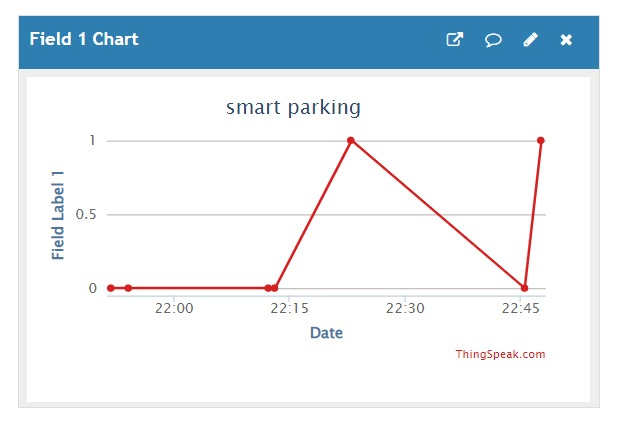 Field 1 Chart
smart parking
1
0.5
0
Field Label 1
22:00 22:15 22:30 22:45
Date
ThingSpeak.com